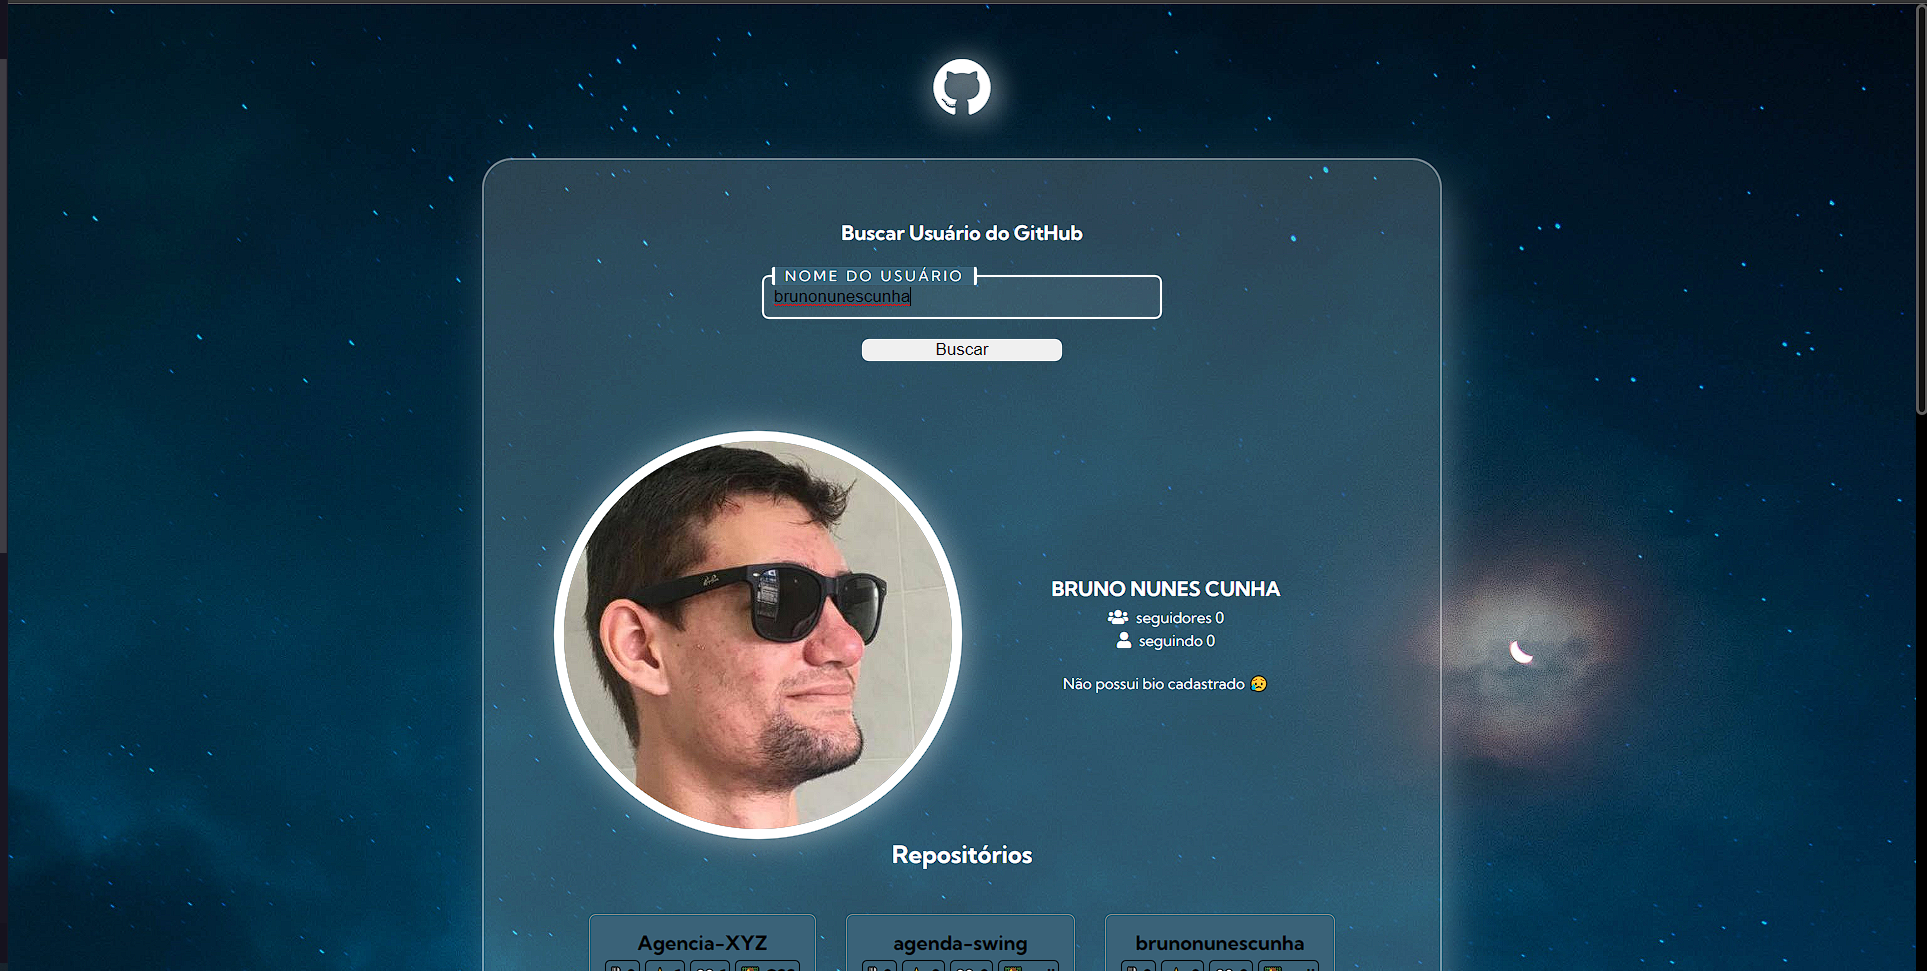 Buscar Usuário do GitHub
NOME DO USUÁRIO
brunonunescunha
Buscar
BRUNO NUNES CUNHA
seguidores 0
seguindo 0
Não possui bio cadastrado 😥
Repositórios
Agencia-XYZ
agenda-swing
brunonunescunha